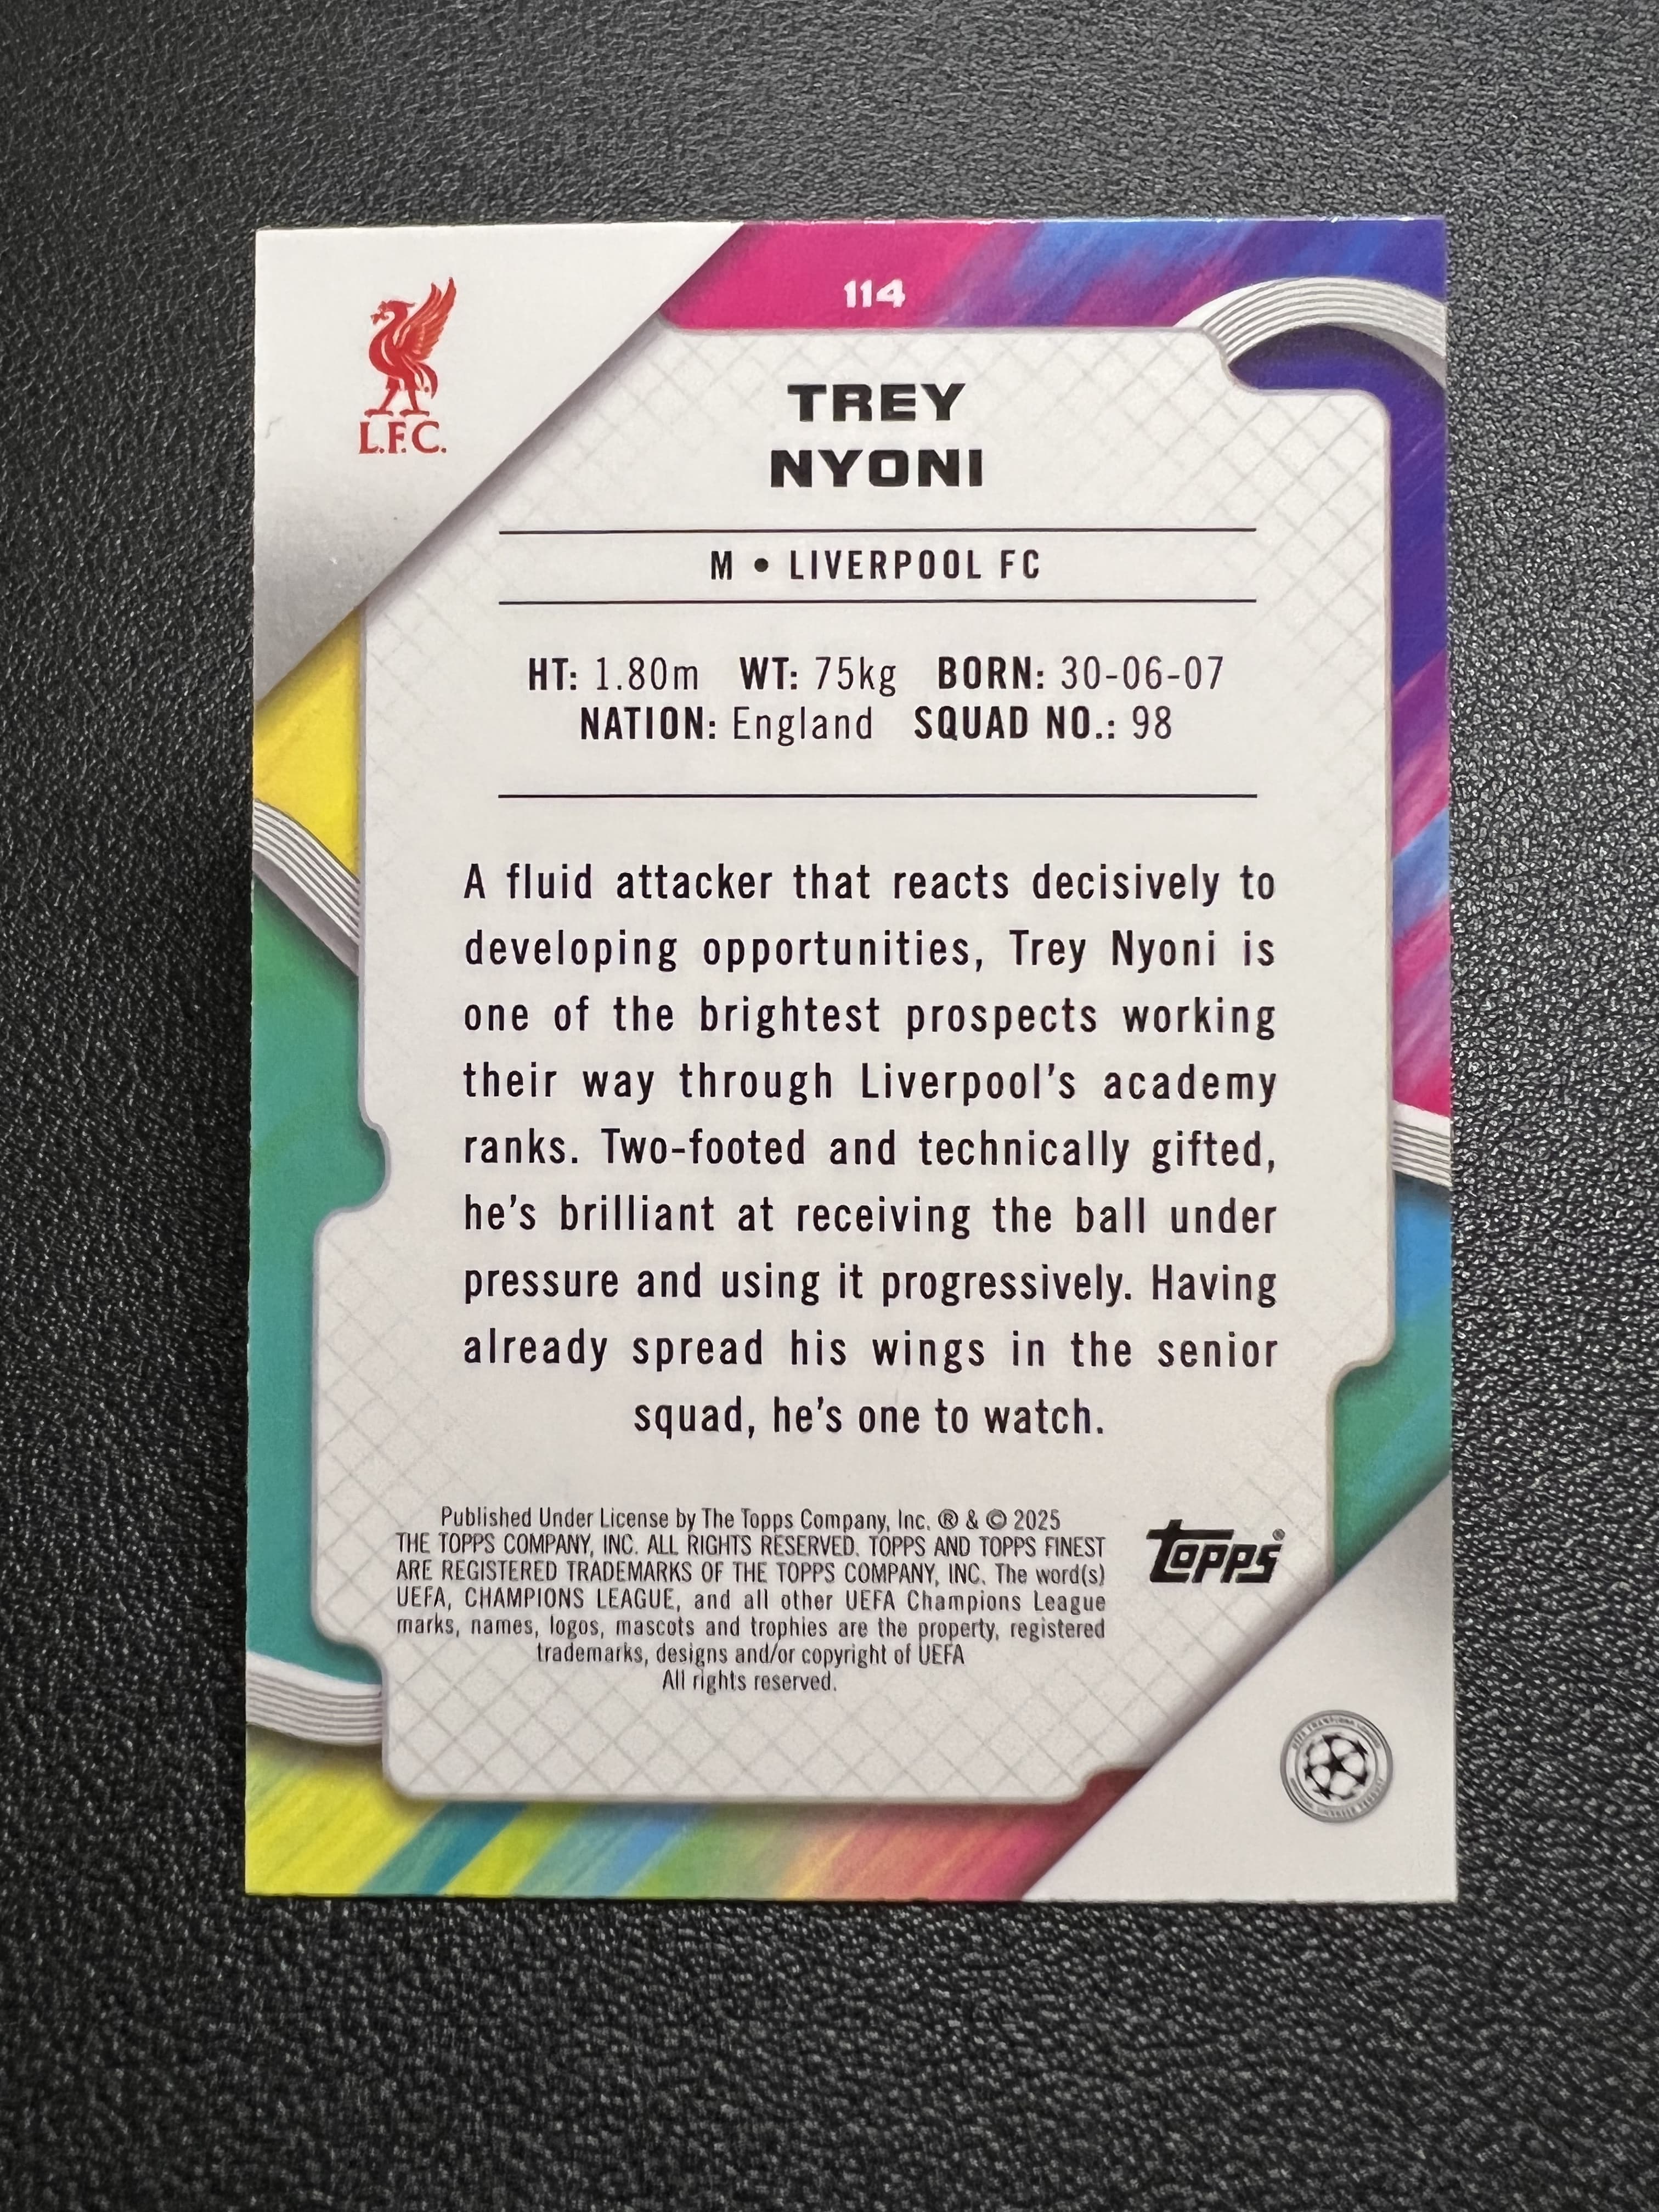 114
L.F.C.
TREY
NYONI
M • LIVERPOOL FC
HT: 1.80m WT: 75kg BORN: 30-06-07
NATION: England SQUAD NO.: 98
A fluid attacker that reacts decisively to
developing opportunities, Trey Nyoni is
one of the brightest prospects working
their way through Liverpool's academy
ranks. Two-footed and technically gifted,
he's brilliant at receiving the ball under
pressure and using it progressively. Having
already spread his wings in the senior
squad, he's one to watch.
Published Under License by The Topps Company, Inc. ® & © 2025
THE TOPPS COMPANY, INC. ALL RIGHTS RESERVED. TOPPS AND TOPPS FINEST
ARE REGISTERED TRADEMARKS OF THE TOPPS COMPANY, INC. The word(s)
UEFA, CHAMPIONS LEAGUE, and all other UEFA Champions League
marks, names, logos, mascots and trophies are the property, registered
trademarks, designs and/or copyright of UEFA
All rights reserved.
Topps®